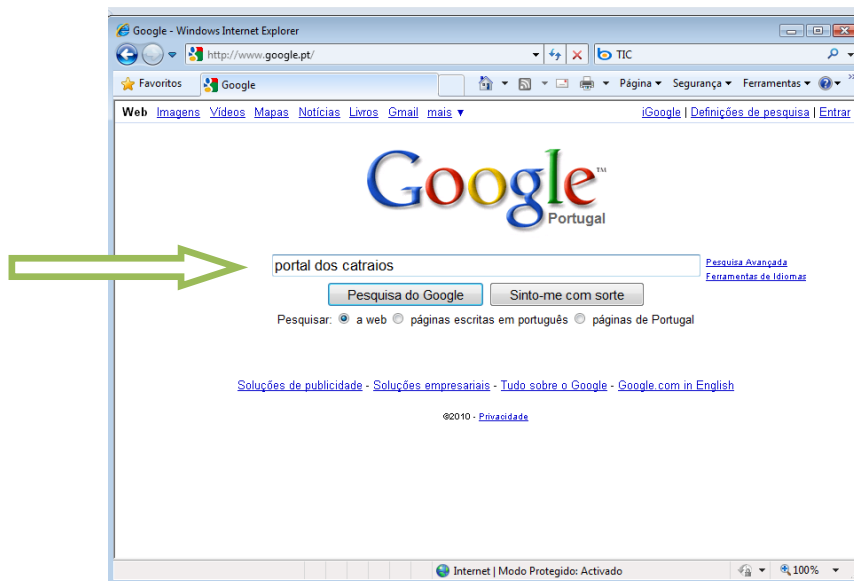 Google - Windows Internet Explorer
http://www.google.pt/
TIC
Favoritos
Google
Página
Segurança
Ferramentas
Web Imagens Vídeos Mapas Notícias Livros Gmail mais ▼
iGoogle | Definições de pesquisa | Entrar
Google™
Portugal
portal dos catraios
Pesquisa Avançada
Ferramentas de Idiomas
Pesquisa do Google
Sinto-me com sorte
Pesquisar: a web páginas escritas em português páginas de Portugal
Soluções de publicidade - Soluções empresariais - Tudo sobre o Google - Google.com in English
©2010 - Privacidade
Internet | Modo Protegido: Activado
100%